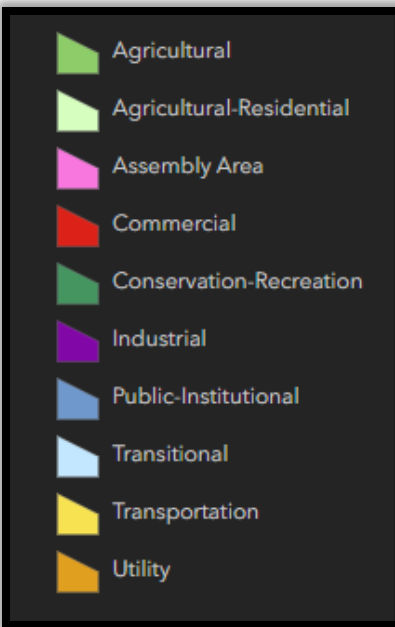 Agricultural
Agricultural-Residential
Assembly Area
Commercial
Conservation-Recreation
Industrial
Public-Institutional
Transitional
Transportation
Utility